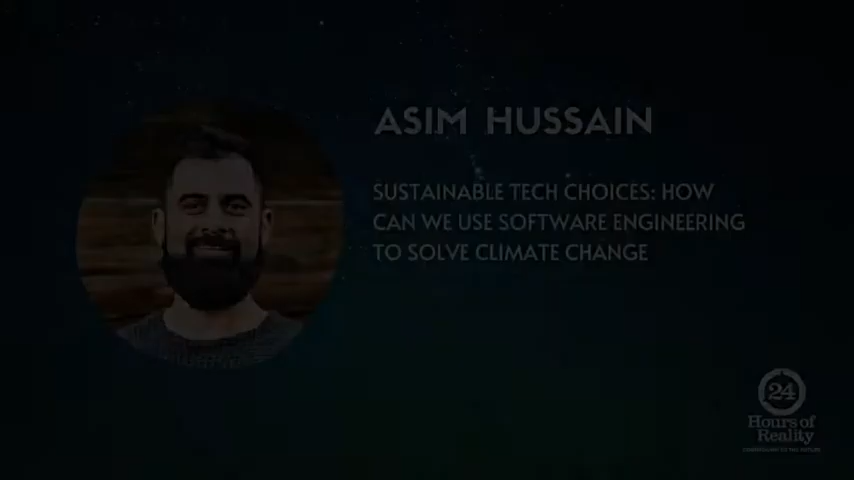 ASIM HUSSAIN
SUSTAINABLE TECH CHOICES: HOW
CAN WE USE SOFTWARE ENGINEERING
TO SOLVE CLIMATE CHANGE
24
Hours of
Reality